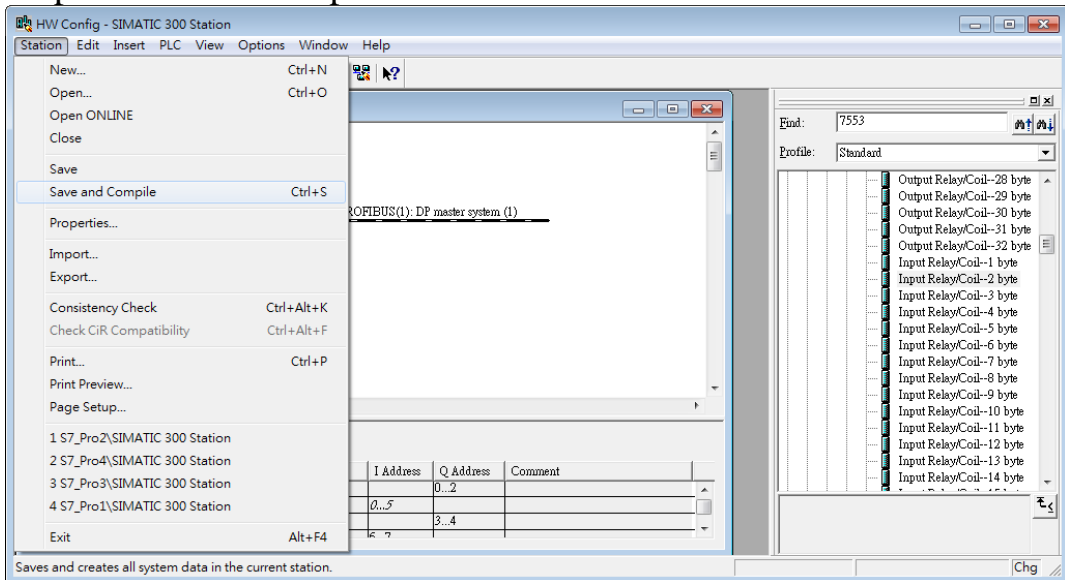 HW Config - SIMATIC 300 Station
Station Edit Insert PLC View Options Window Help
New... Ctrl+N
Open... Ctrl+O
Open ONLINE
Close
Save
Save and Compile Ctrl+S
Properties...
Import...
Export...
Consistency Check Ctrl+Alt+K
Check CiR Compatibility Ctrl+Alt+F
Print... Ctrl+P
Print Preview...
Page Setup...
1 S7_Pro2\SIMATIC 300 Station
2 S7_Pro4\SIMATIC 300 Station
3 S7_Pro3\SIMATIC 300 Station
4 S7_Pro1\SIMATIC 300 Station
Exit Alt+F4
ROFIBUS(1): DP master system (1)
I Address Q Address Comment
0...2
0...5
3...4
6...7
Find: 7553
Profile: Standard
Output Relay/Coil--28 byte
Output Relay/Coil--29 byte
Output Relay/Coil--30 byte
Output Relay/Coil--31 byte
Output Relay/Coil--32 byte
Input Relay/Coil--1 byte
Input Relay/Coil--2 byte
Input Relay/Coil--3 byte
Input Relay/Coil--4 byte
Input Relay/Coil--5 byte
Input Relay/Coil--6 byte
Input Relay/Coil--7 byte
Input Relay/Coil--8 byte
Input Relay/Coil--9 byte
Input Relay/Coil--10 byte
Input Relay/Coil--11 byte
Input Relay/Coil--12 byte
Input Relay/Coil--13 byte
Input Relay/Coil--14 byte
Saves and creates all system data in the current station.
Chg